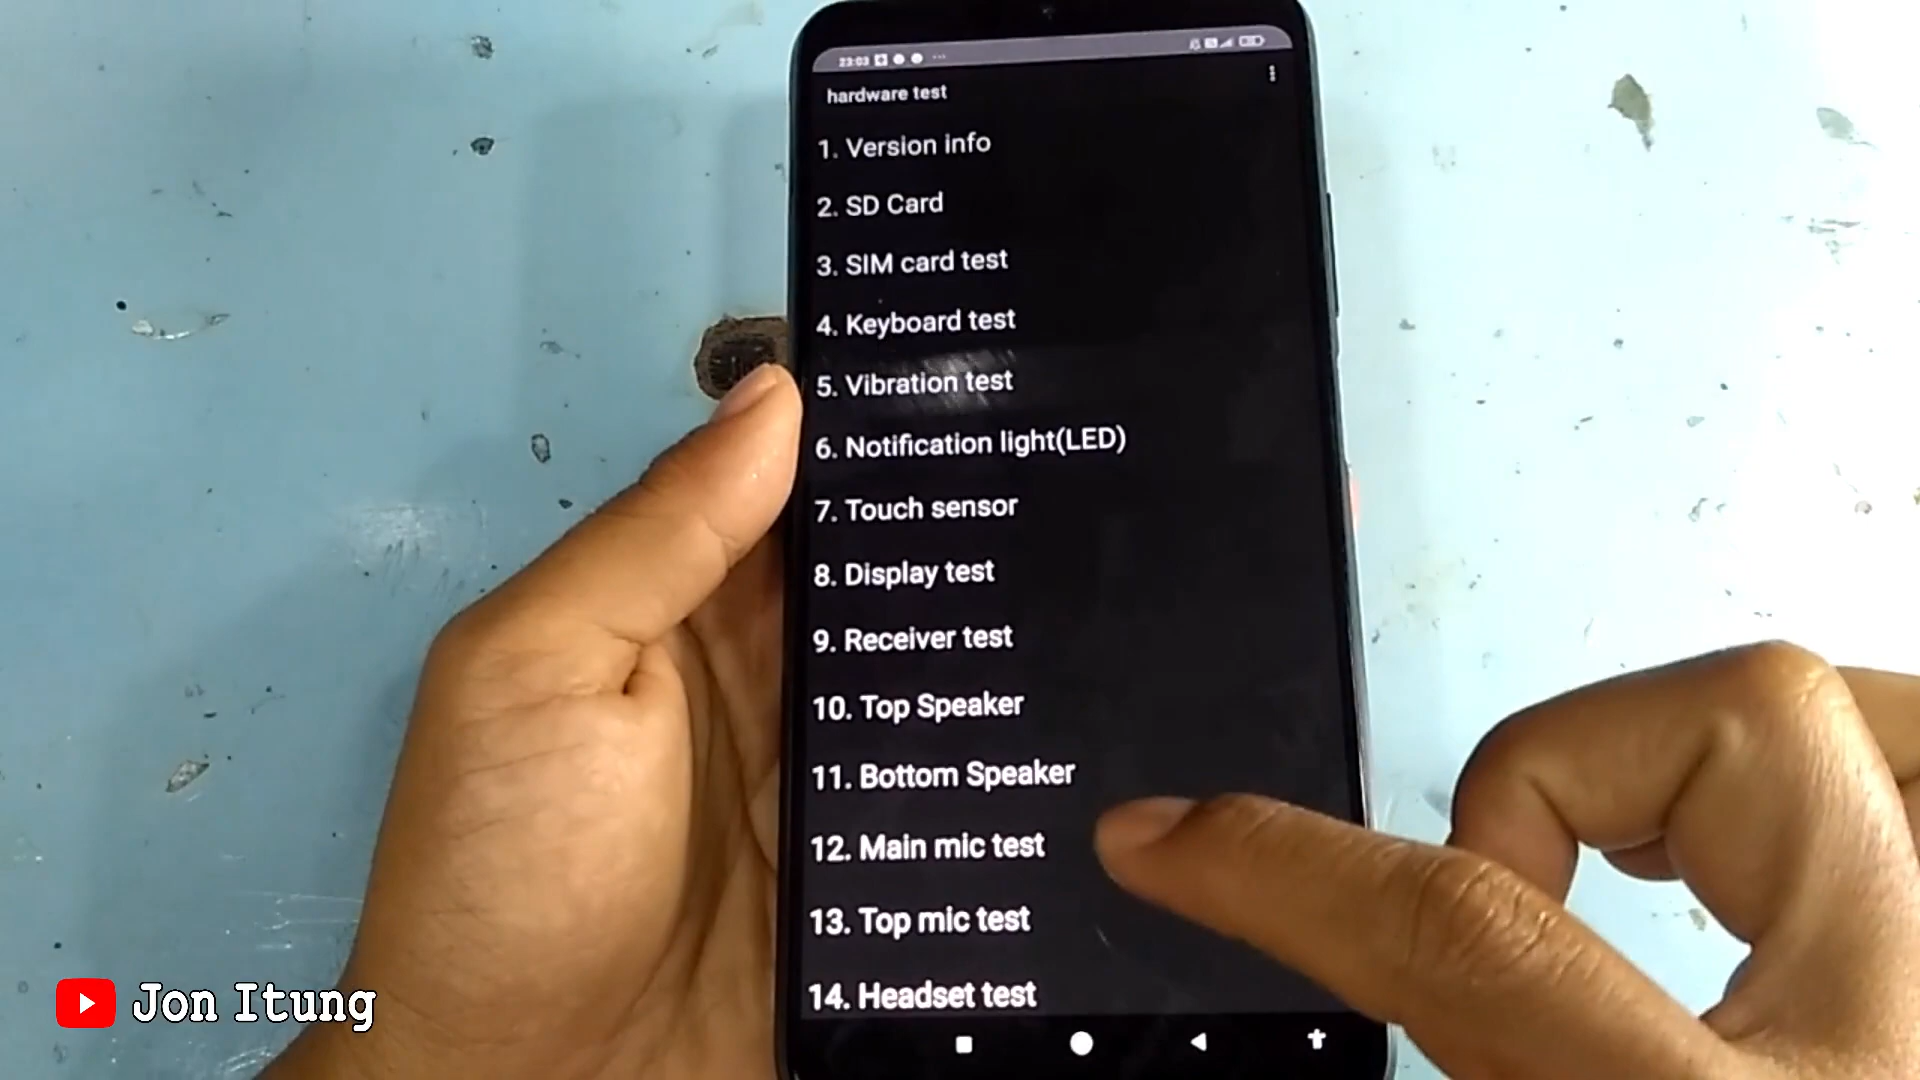 23:03
hardware test
1. Version info
2. SD Card
3. SIM card test
4. Keyboard test
5. Vibration test
6. Notification light(LED)
7. Touch sensor
8. Display test
9. Receiver test
10. Top Speaker
11. Bottom Speaker
12. Main mic test
13. Top mic test
14. Headset test
Jon Itung